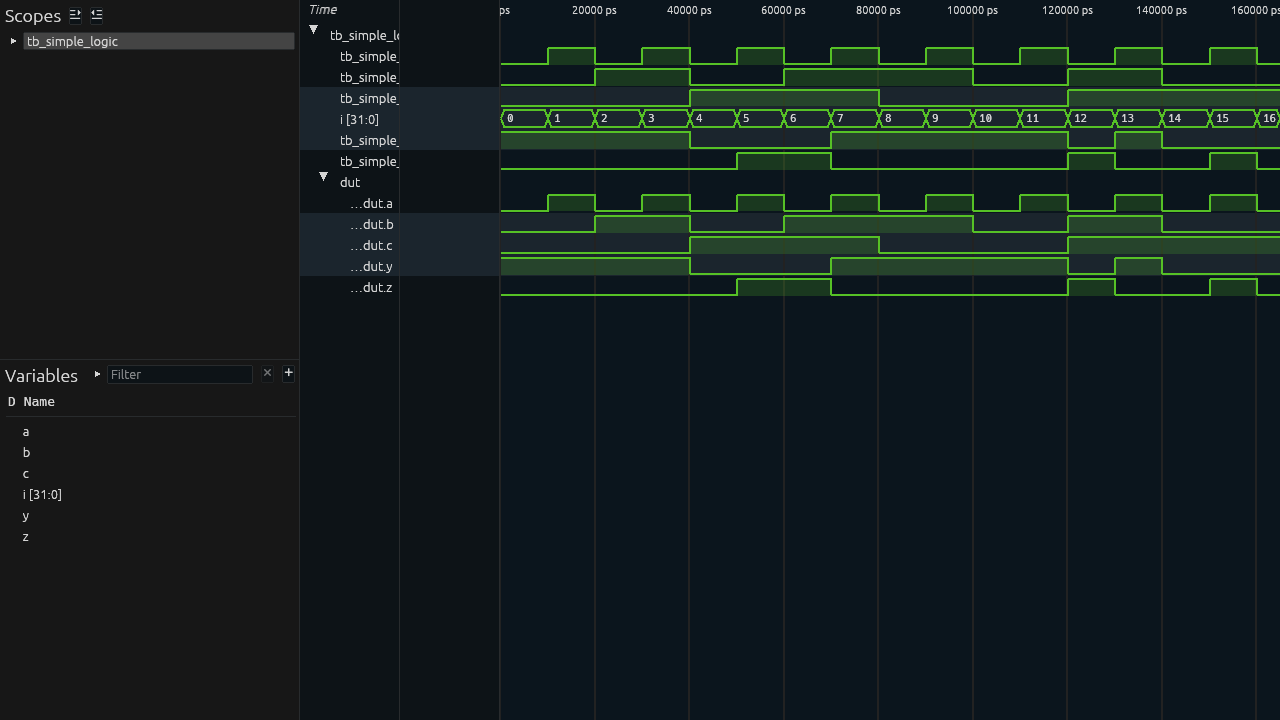 Scopes
tb_simple_logic
Variables
Filter
D Name
a
b
c
i [31:0]
y
z
Time
tb_simple_lo
tb_simple_
tb_simple_
tb_simple_
i [31:0]
tb_simple_
tb_simple_
dut
...dut.a
...dut.b
...dut.c
...dut.y
...dut.z
ps 20000 ps 40000 ps 60000 ps 80000 ps 100000 ps 120000 ps 140000 ps 160000 ps
0 1 2 3 4 5 6 7 8 9 10 11 12 13 14 15 16